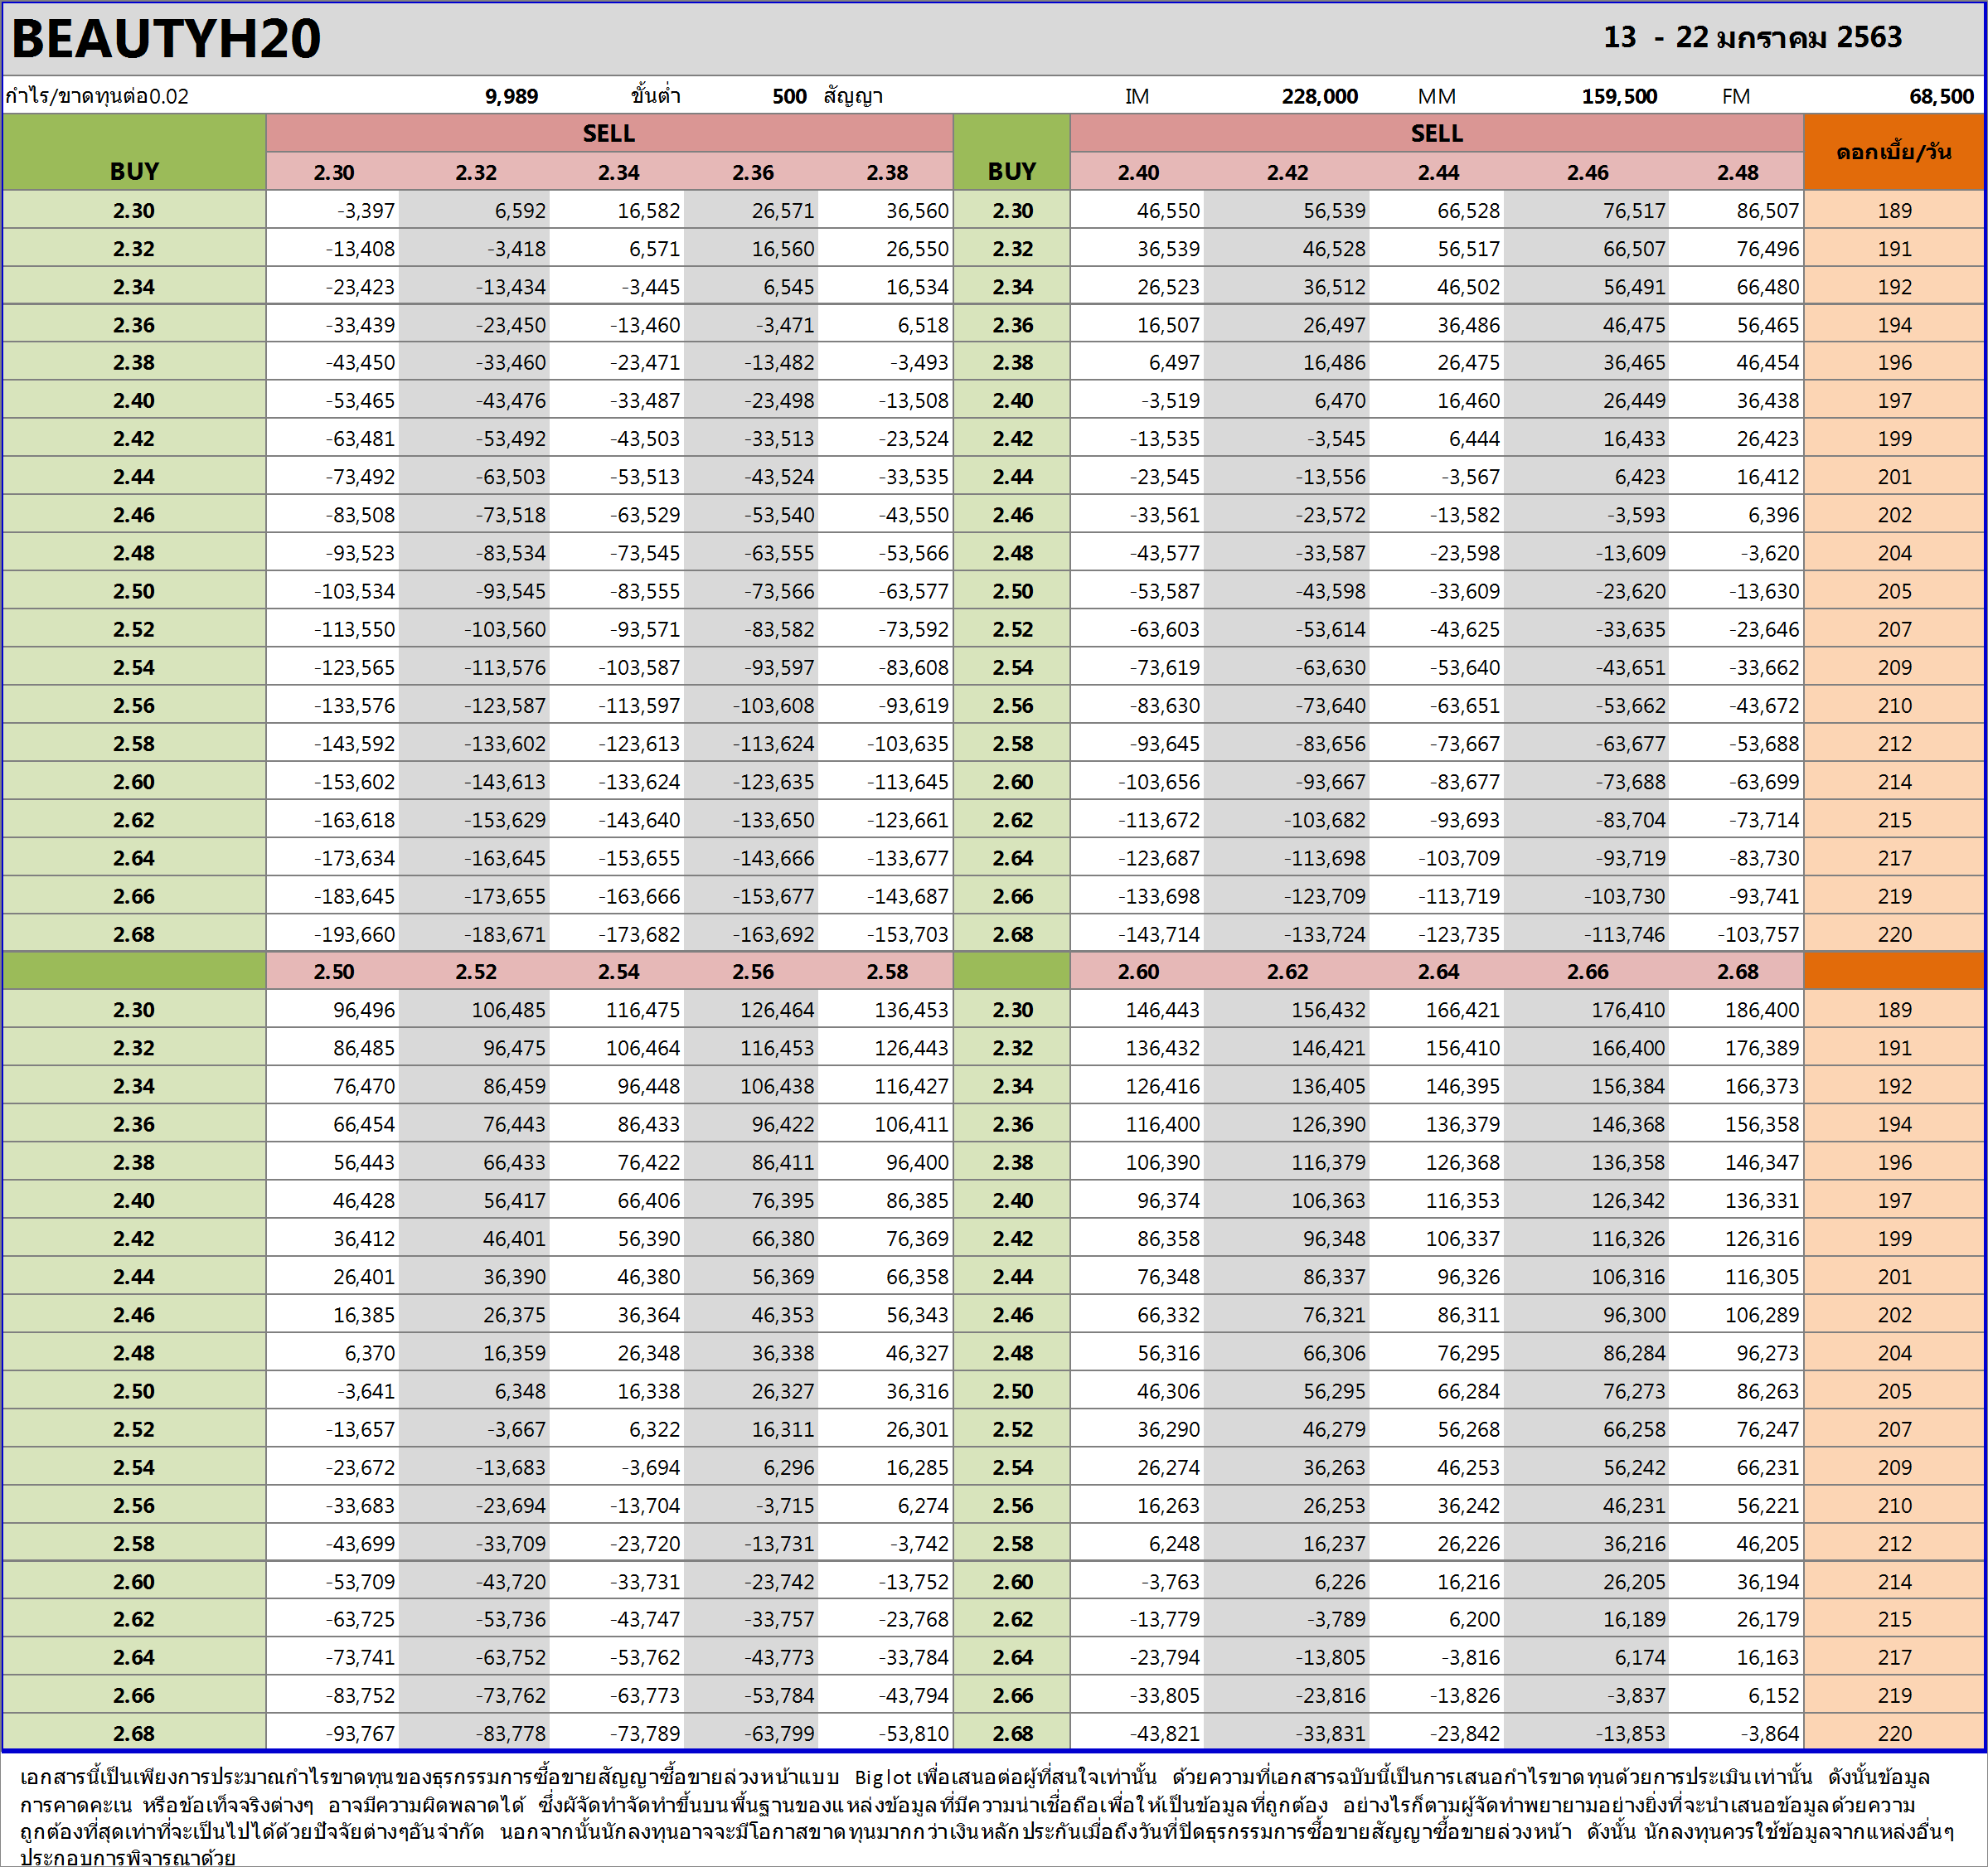 BEAUTYH20 13 - 22 มกราคม 2563
กำไร/ขาดทุนต่อ0.02 9,989 ขั้นต่ำ 500 สัญญา IM 228,000 MM 159,500 FM 68,500
SELL SELL ดอกเบี้ย/วัน
BUY 2.30 2.32 2.34 2.36 2.38 BUY 2.40 2.42 2.44 2.46 2.48
2.30 -3,397 6,592 16,582 26,571 36,560 2.30 46,550 56,539 66,528 76,517 86,507 189
2.32 -13,408 -3,418 6,571 16,560 26,550 2.32 36,539 46,528 56,517 66,507 76,496 191
2.34 -23,423 -13,434 -3,445 6,545 16,534 2.34 26,523 36,512 46,502 56,491 66,480 192
2.36 -33,439 -23,450 -13,460 -3,471 6,518 2.36 16,507 26,497 36,486 46,475 56,465 194
2.38 -43,450 -33,460 -23,471 -13,482 -3,493 2.38 6,497 16,486 26,475 36,465 46,454 196
2.40 -53,465 -43,476 -33,487 -23,498 -13,508 2.40 -3,519 6,470 16,460 26,449 36,438 197
2.42 -63,481 -53,492 -43,503 -33,513 -23,524 2.42 -13,535 -3,545 6,444 16,433 26,423 199
2.44 -73,492 -63,503 -53,513 -43,524 -33,535 2.44 -23,545 -13,556 -3,567 6,423 16,412 201
2.46 -83,508 -73,518 -63,529 -53,540 -43,550 2.46 -33,561 -23,572 -13,582 -3,593 6,396 202
2.48 -93,523 -83,534 -73,545 -63,555 -53,566 2.48 -43,577 -33,587 -23,598 -13,609 -3,620 204
2.50 -103,534 -93,545 -83,555 -73,566 -63,577 2.50 -53,587 -43,598 -33,609 -23,620 -13,630 205
2.52 -113,550 -103,560 -93,571 -83,582 -73,592 2.52 -63,603 -53,614 -43,625 -33,635 -23,646 207
2.54 -123,565 -113,576 -103,587 -93,597 -83,608 2.54 -73,619 -63,630 -53,640 -43,651 -33,662 209
2.56 -133,576 -123,587 -113,597 -103,608 -93,619 2.56 -83,630 -73,640 -63,651 -53,662 -43,672 210
2.58 -143,592 -133,602 -123,613 -113,624 -103,635 2.58 -93,645 -83,656 -73,667 -63,677 -53,688 212
2.60 -153,602 -143,613 -133,624 -123,635 -113,645 2.60 -103,656 -93,667 -83,677 -73,688 -63,699 214
2.62 -163,618 -153,629 -143,640 -133,650 -123,661 2.62 -113,672 -103,682 -93,693 -83,704 -73,714 215
2.64 -173,634 -163,645 -153,655 -143,666 -133,677 2.64 -123,687 -113,698 -103,709 -93,719 -83,730 217
2.66 -183,645 -173,655 -163,666 -153,677 -143,687 2.66 -133,698 -123,709 -113,719 -103,730 -93,741 219
2.68 -193,660 -183,671 -173,682 -163,692 -153,703 2.68 -143,714 -133,724 -123,735 -113,746 -103,757 220
2.50 2.52 2.54 2.56 2.58 2.60 2.62 2.64 2.66 2.68
2.30 96,496 106,485 116,475 126,464 136,453 2.30 146,443 156,432 166,421 176,410 186,400 189
2.32 86,485 96,475 106,464 116,453 126,443 2.32 136,432 146,421 156,410 166,400 176,389 191
2.34 76,470 86,459 96,448 106,438 116,427 2.34 126,416 136,405 146,395 156,384 166,373 192
2.36 66,454 76,443 86,433 96,422 106,411 2.36 116,400 126,390 136,379 146,368 156,358 194
2.38 56,443 66,433 76,422 86,411 96,400 2.38 106,390 116,379 126,368 136,358 146,347 196
2.40 46,428 56,417 66,406 76,395 86,385 2.40 96,374 106,363 116,353 126,342 136,331 197
2.42 36,412 46,401 56,390 66,380 76,369 2.42 86,358 96,348 106,337 116,326 126,316 199
2.44 26,401 36,390 46,380 56,369 66,358 2.44 76,348 86,337 96,326 106,316 116,305 201
2.46 16,385 26,375 36,364 46,353 56,343 2.46 66,332 76,321 86,311 96,300 106,289 202
2.48 6,370 16,359 26,348 36,338 46,327 2.48 56,316 66,306 76,295 86,284 96,273 204
2.50 -3,641 6,348 16,338 26,327 36,316 2.50 46,306 56,295 66,284 76,273 86,263 205
2.52 -13,657 -3,667 6,322 16,311 26,301 2.52 36,290 46,279 56,268 66,258 76,247 207
2.54 -23,672 -13,683 -3,694 6,296 16,285 2.54 26,274 36,263 46,253 56,242 66,231 209
2.56 -33,683 -23,694 -13,704 -3,715 6,274 2.56 16,263 26,253 36,242 46,231 56,221 210
2.58 -43,699 -33,709 -23,720 -13,731 -3,742 2.58 6,248 16,237 26,226 36,216 46,205 212
2.60 -53,709 -43,720 -33,731 -23,742 -13,752 2.60 -3,763 6,226 16,216 26,205 36,194 214
2.62 -63,725 -53,736 -43,747 -33,757 -23,768 2.62 -13,779 -3,789 6,200 16,189 26,179 215
2.64 -73,741 -63,752 -53,762 -43,773 -33,784 2.64 -23,794 -13,805 -3,816 6,174 16,163 217
2.66 -83,752 -73,762 -63,773 -53,784 -43,794 2.66 -33,805 -23,816 -13,826 -3,837 6,152 219
2.68 -93,767 -83,778 -73,789 -63,799 -53,810 2.68 -43,821 -33,831 -23,842 -13,853 -3,864 220
เอกสารนี้เป็นเพียงการประมาณกำไรขาดทุนของธุรกรรมการซื้อขายสัญญาซื้อขายล่วงหน้าแบบ Biglot เพื่อเสนอต่อผู้ที่สนใจเท่านั้น ด้วยความที่เอกสารฉบับนี้เป็นการเสนอกำไรขาดทุนด้วยการประเมินเท่านั้น ดังนั้นข้อมูล
การคาดคะเน หรือข้อเท็จจริงต่างๆ อาจมีความผิดพลาดได้ ซึ่งผัจัดทำจัดทำขึ้นบนพื้นฐานของแหล่งข้อมูลที่มีความน่าเชื่อถือเพื่อให้เป็นข้อมูลที่ถูกต้อง อย่างไรก็ตามผู้จัดทำพยายามอย่างยิ่งที่จะนำเสนอข้อมูลด้วยความ
ถูกต้องที่สุดเท่าที่จะเป็นไปได้ด้วยปัจจัยต่างๆอันจำกัด นอกจากนั้นนักลงทุนอาจจะมีโอกาสขาดทุนมากกว่าเงินหลักประกันเมื่อถึงวันที่ปิดธุรกรรมการซื้อขายสัญญาซื้อขายล่วงหน้า ดังนั้น นักลงทุนควรใช้ข้อมูลจากแหล่งอื่นๆ
ประกอบการพิจารณาด้วย